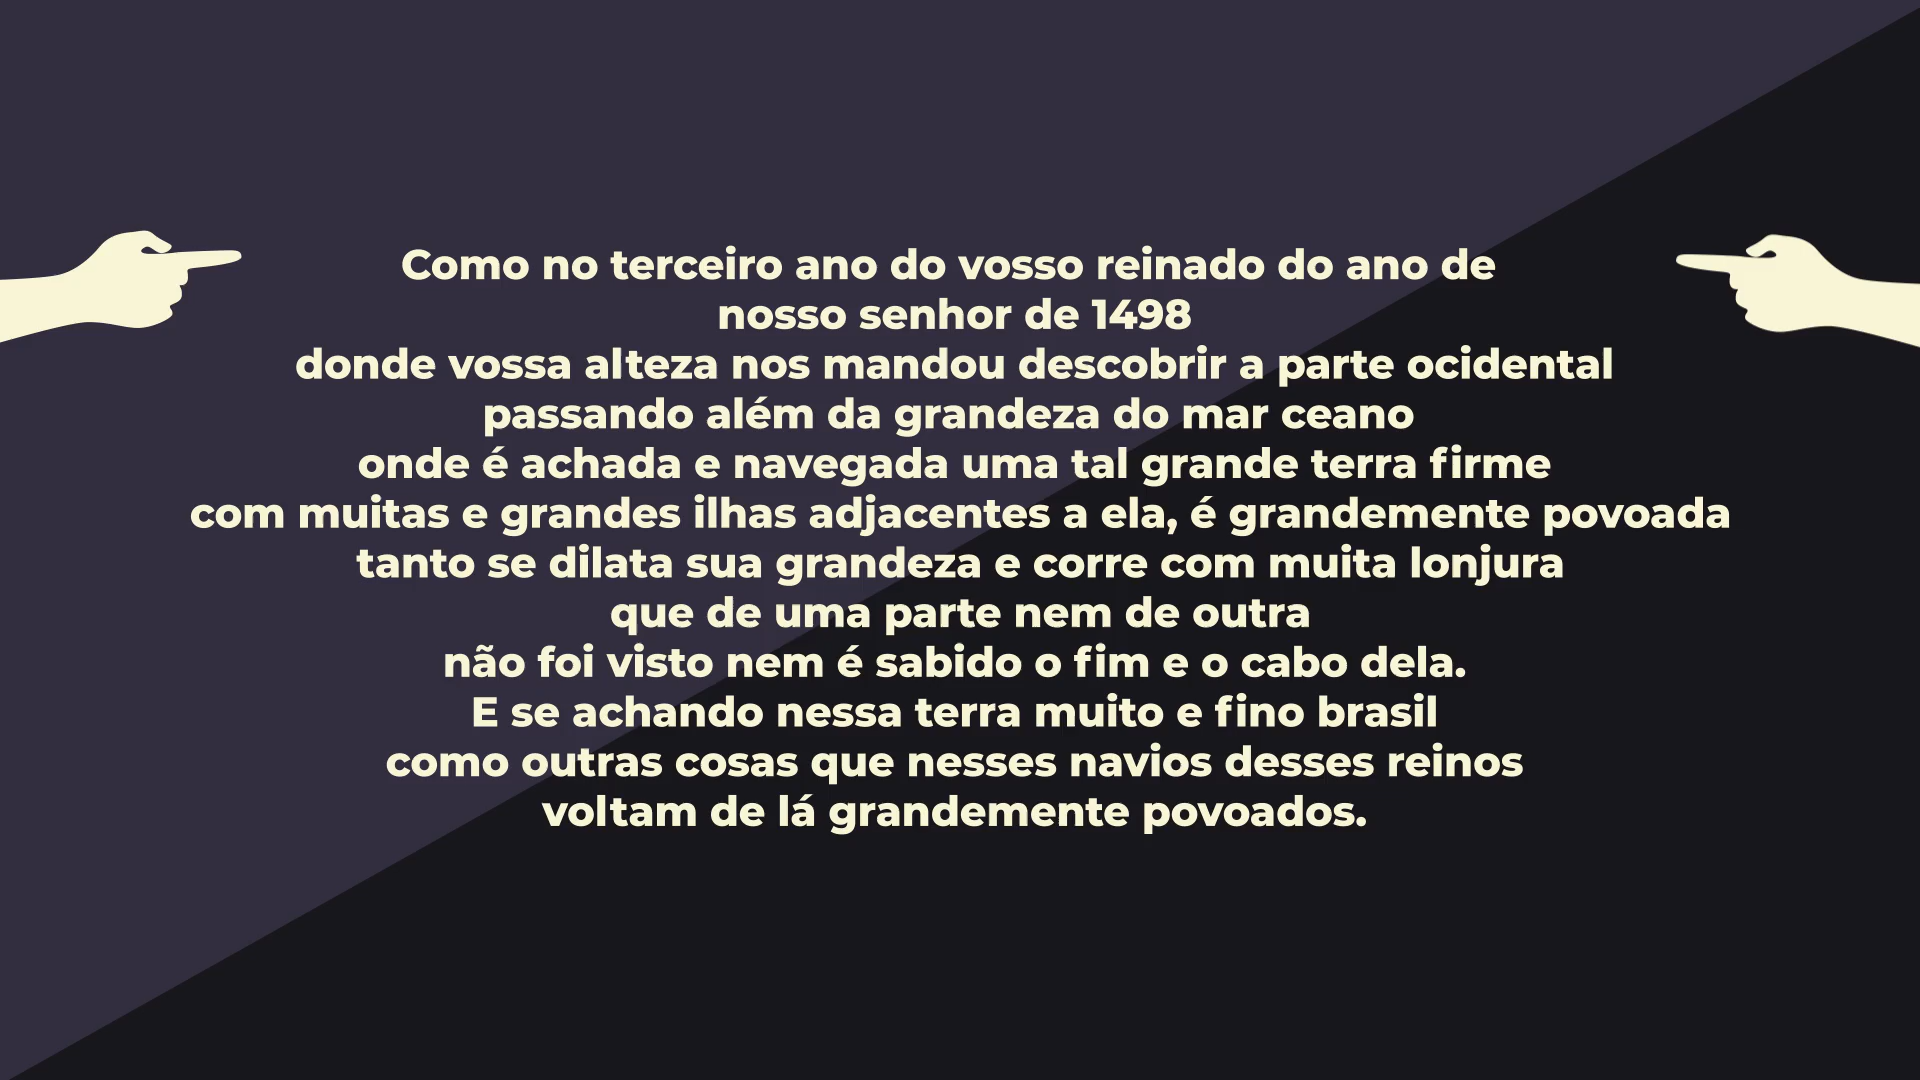 Como no terceiro ano do vosso reinado do ano de
nosso senhor de 1498
donde vossa alteza nos mandou descobrir a parte ocidental
passando além da grandeza do mar ceano
onde é achada e navegada uma tal grande terra firme
com muitas e grandes ilhas adjacentes a ela, é grandemente povoada
tanto se dilata sua grandeza e corre com muita lonjura
que de uma parte nem de outra
não foi visto nem é sabido o fim e o cabo dela.
E se achando nessa terra muito e fino brasil
como outras cosas que nesses navios desses reinos
voltam de lá grandemente povoados.